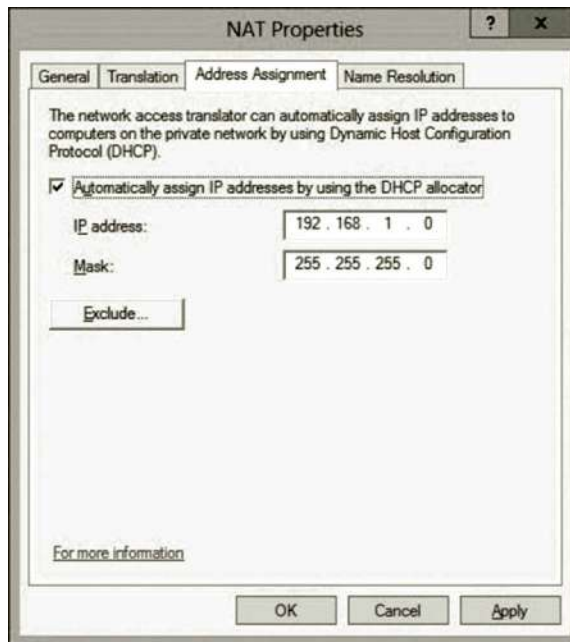 NAT Properties
? x
General Translation Address Assignment Name Resolution
The network access translator can automatically assign IP addresses to
computers on the private network by using Dynamic Host Configuration
Protocol (DHCP).
Automatically assign IP addresses by using the DHCP allocator
IP address: 192 . 168 . 1 . 0
Mask: 255 . 255 . 255 . 0
Exclude...
For more information
OK Cancel Apply